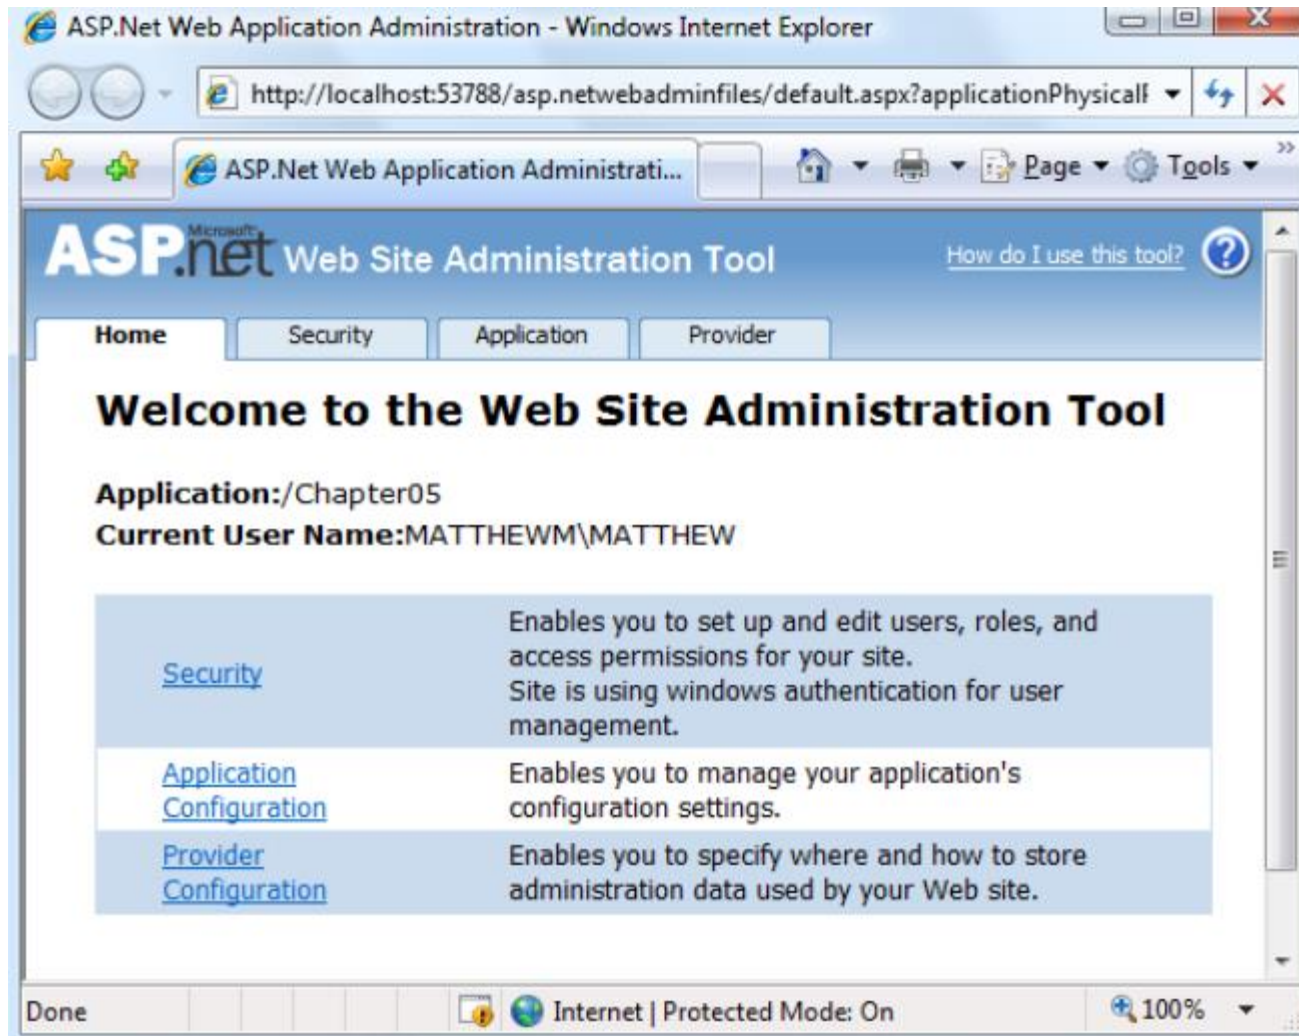 ASP.Net Web Application Administration - Windows Internet Explorer
http://localhost:53788/asp.netwebadminfiles/default.aspx?applicationPhysicalF
ASP.Net Web Application Administrati...
Page
Tools
»
Microsoft
ASP.net Web Site Administration Tool
How do I use this tool? ?
Home Security Application Provider
Welcome to the Web Site Administration Tool
Application:/Chapter05
Current User Name:MATTHEWM\MATTHEW
Security
Enables you to set up and edit users, roles, and
access permissions for your site.
Site is using windows authentication for user
management.
Application
Configuration
Enables you to manage your application's
configuration settings.
Provider
Configuration
Enables you to specify where and how to store
administration data used by your Web site.
Done
Internet | Protected Mode: On
100%